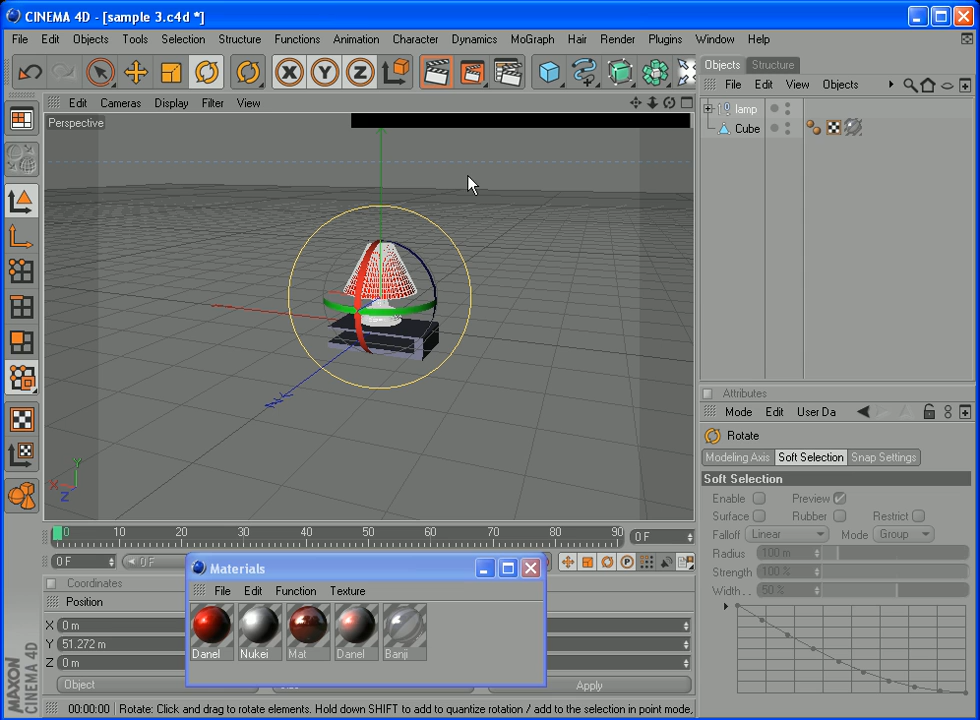 CINEMA 4D - [sample 3.c4d *]
File Edit Objects Tools Selection Structure Functions Animation Character Dynamics MoGraph Hair Render Plugins Window Help
X Y Z
Objects Structure
File Edit View Objects
lamp
Cube
Edit Cameras Display Filter View
Perspective
Y
X
Z
0 10 20 30 40 50 60 70 80 90 0 F
0 F 0 F P
Coordinates
Position
X 0 m
Y 51.272 m
Z 0 m
Object Apply
Materials
File Edit Function Texture
Danel Nukei Mat Danel Banji
Attributes
Mode Edit User Da
Rotate
Modeling Axis Soft Selection Snap Settings
Soft Selection
Enable Preview
Surface Rubber Restrict
Falloff Linear Mode Group
Radius 100 m
Strength 100 %
Width . . 50 %
MAXON
CINEMA 4D
00:00:00 Rotate: Click and drag to rotate elements. Hold down SHIFT to add to quantize rotation / add to the selection in point mode,